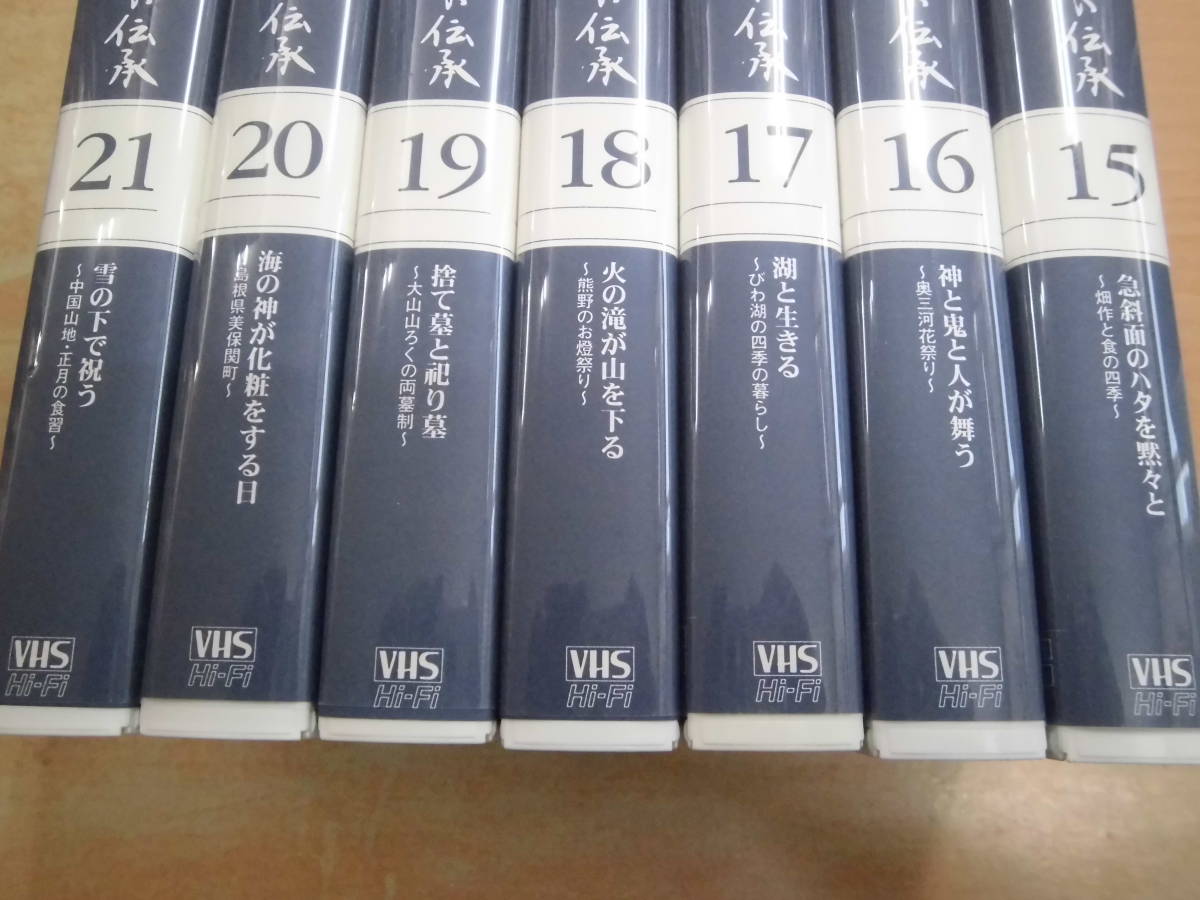 伝承
21
雪の下で祝う
～中国山地・正月の食習～
VHS
Hi-Fi
伝承
20
海の神が化粧をする日
～島根県美保関町～
VHS
Hi-Fi
い伝承
19
捨て墓と祀り墓
～大山山ろくの両墓制～
VHS
Hi-Fi
い伝承
18
火の滝が山を下る
～熊野のお燈祭り～
VHS
Hi-Fi
伝承
17
湖と生きる
～びわ湖の四季の暮らし～
VHS
Hi-Fi
い伝承
16
神と鬼と人が舞う
～奥三河花祭り～
VHS
Hi-Fi
い伝承
15
急斜面のハタを黙々と
～畑作と食の四季～
VHS
Hi-Fi